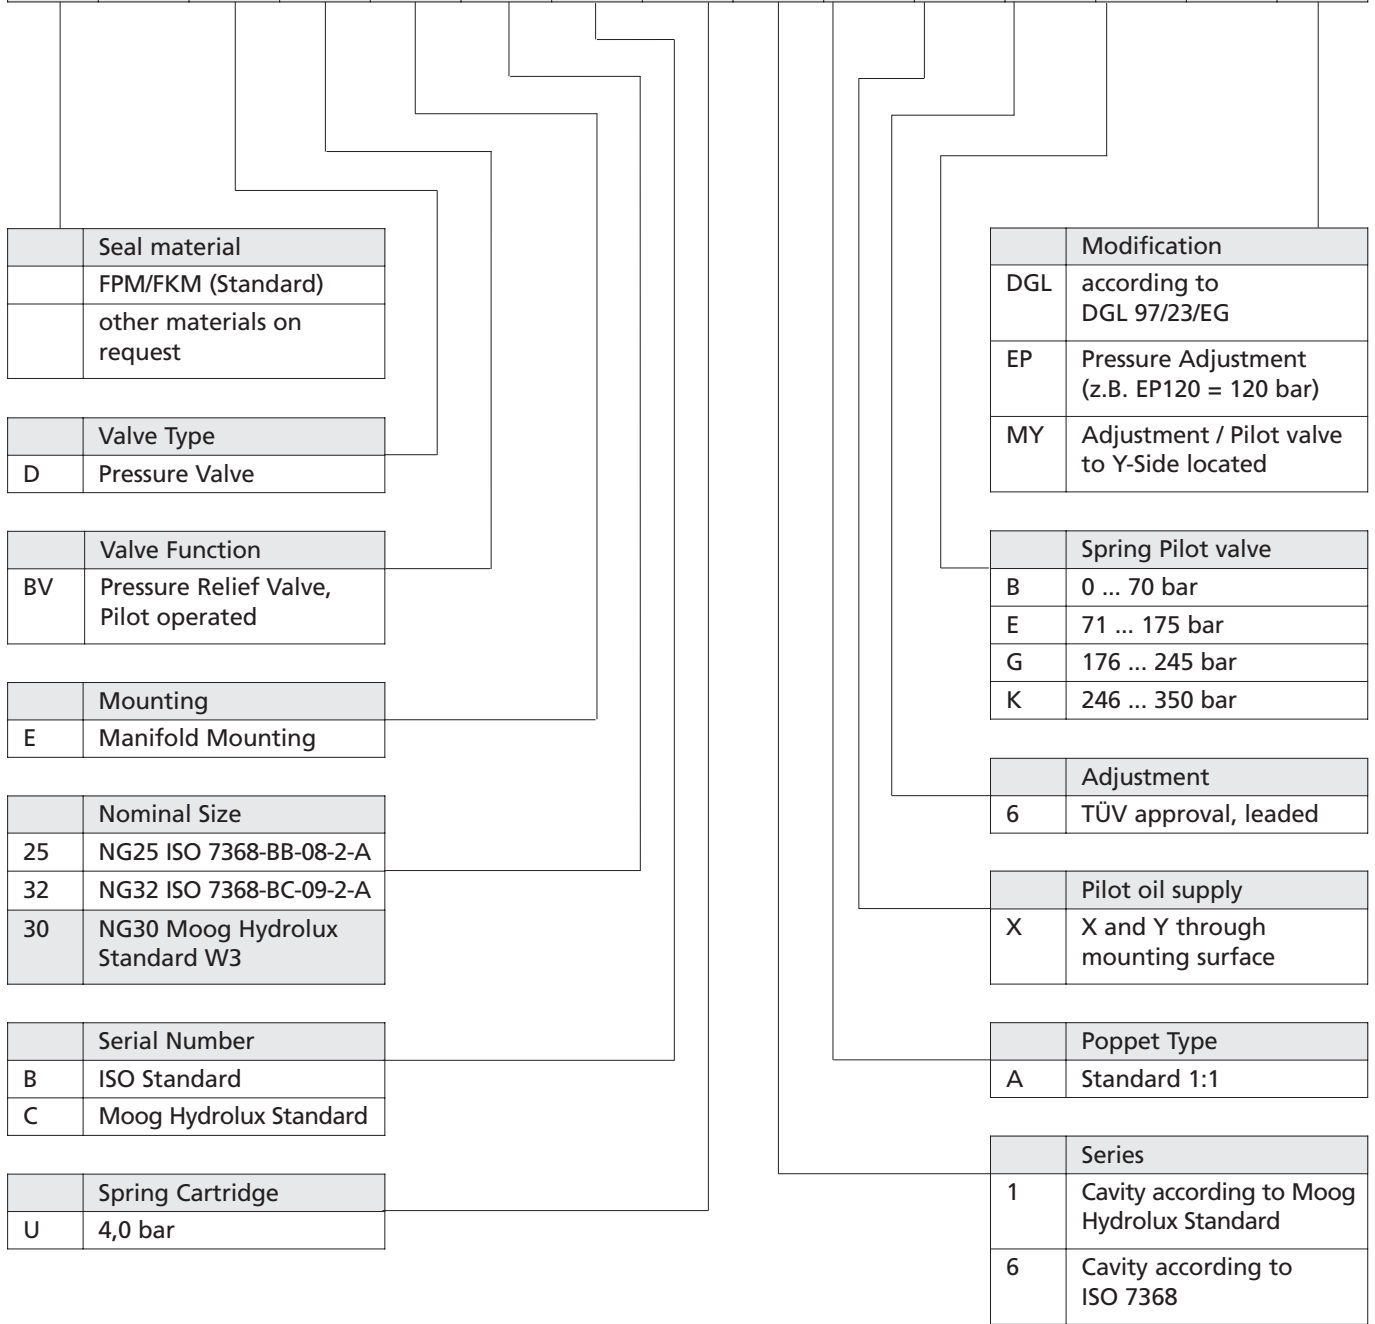 Seal material
FPM/FKM (Standard)
other materials on
request
Valve Type
D Pressure Valve
Valve Function
BV Pressure Relief Valve,
Pilot operated
Mounting
E Manifold Mounting
Nominal Size
25 NG25 ISO 7368-BB-08-2-A
32 NG32 ISO 7368-BC-09-2-A
30 NG30 Moog Hydrolux
Standard W3
Serial Number
B ISO Standard
C Moog Hydrolux Standard
Spring Cartridge
U 4,0 bar
Modification
DGL according to
DGL 97/23/EG
EP Pressure Adjustment
(z.B. EP120 = 120 bar)
MY Adjustment / Pilot valve
to Y-Side located
Spring Pilot valve
B 0 ... 70 bar
E 71 ... 175 bar
G 176 ... 245 bar
K 246 ... 350 bar
Adjustment
6 TÜV approval, leaded
Pilot oil supply
X X and Y through
mounting surface
Poppet Type
A Standard 1:1
Series
1 Cavity according to Moog
Hydrolux Standard
6 Cavity according to
ISO 7368